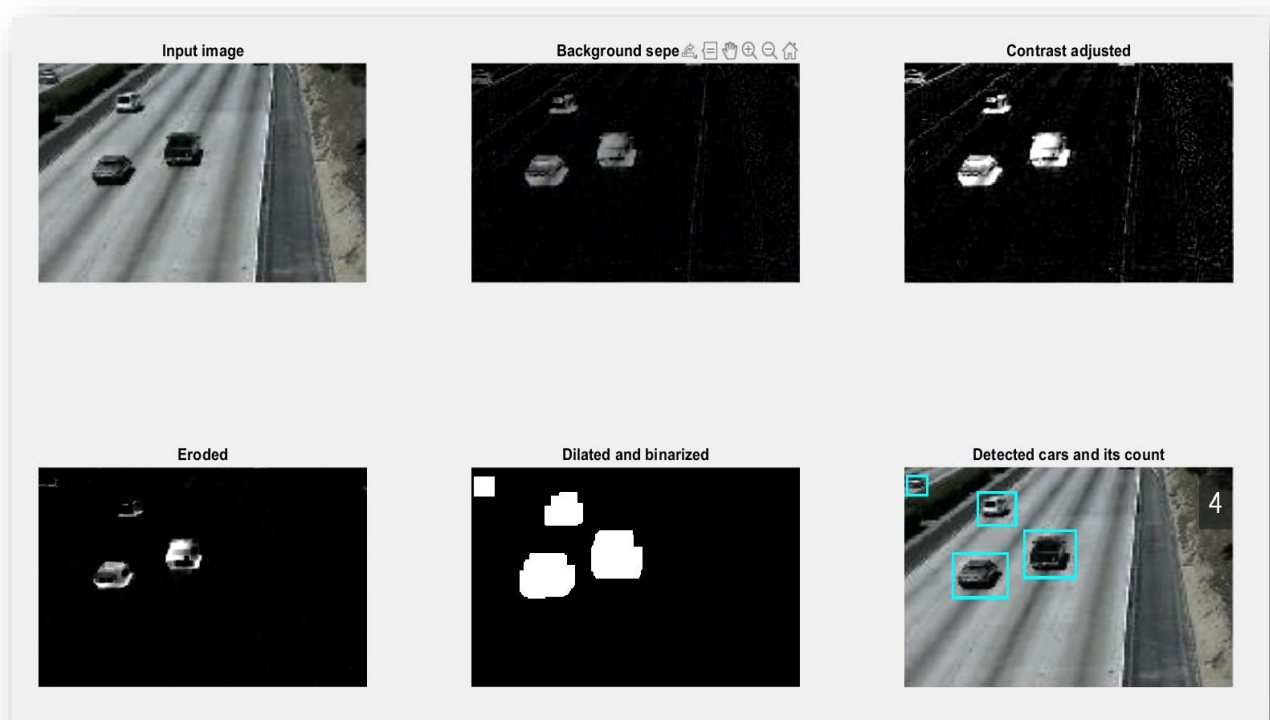 Input image
Background sepe
Contrast adjusted
Eroded
Dilated and binarized
Detected cars and its count
4